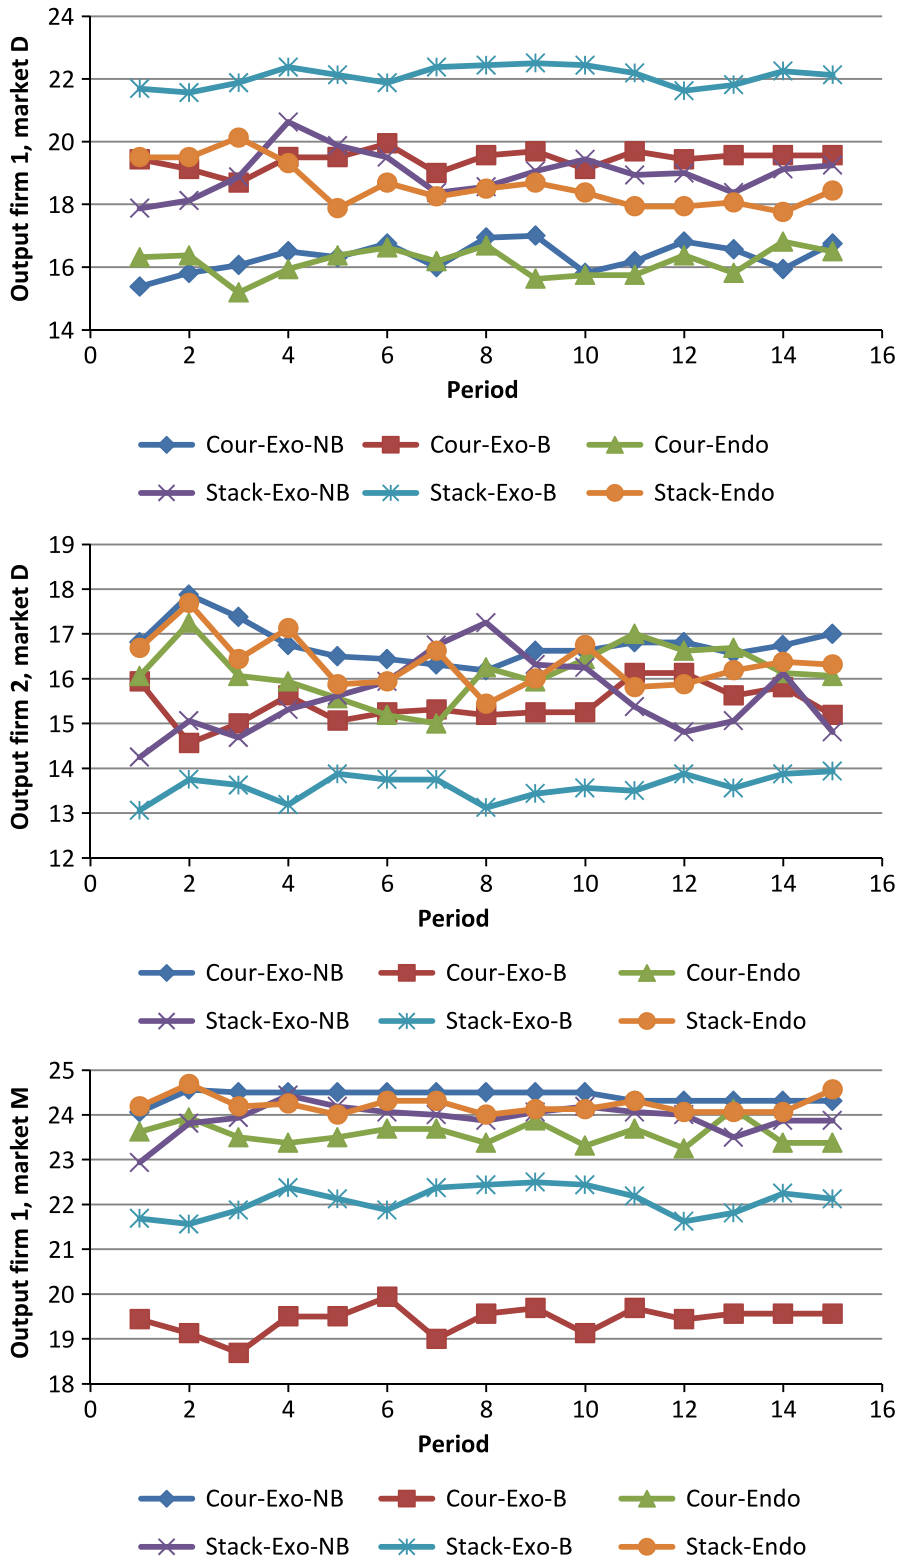 Output firm 1, market D
24
22
20
18
16
14
0 2 4 6 8 10 12 14 16
Period
Cour-Exo-NB Cour-Exo-B Cour-Endo
Stack-Exo-NB Stack-Exo-B Stack-Endo
Output firm 2, market D
19
18
17
16
15
14
13
12
0 2 4 6 8 10 12 14 16
Period
Cour-Exo-NB Cour-Exo-B Cour-Endo
Stack-Exo-NB Stack-Exo-B Stack-Endo
Output firm 1, market M
25
24
23
22
21
20
19
18
0 2 4 6 8 10 12 14 16
Period
Cour-Exo-NB Cour-Exo-B Cour-Endo
Stack-Exo-NB Stack-Exo-B Stack-Endo